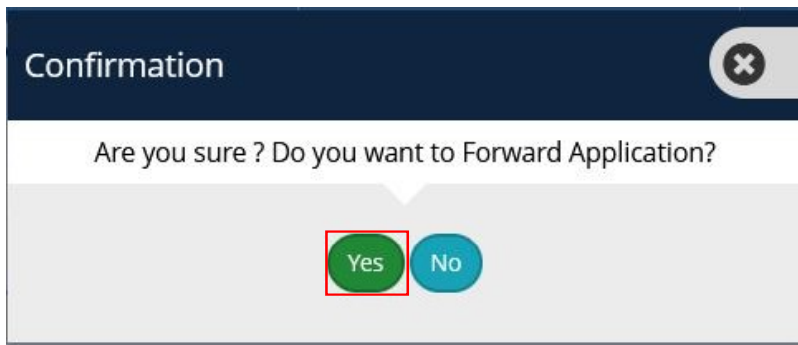 Confirmation
Are you sure ? Do you want to Forward Application?
Yes No